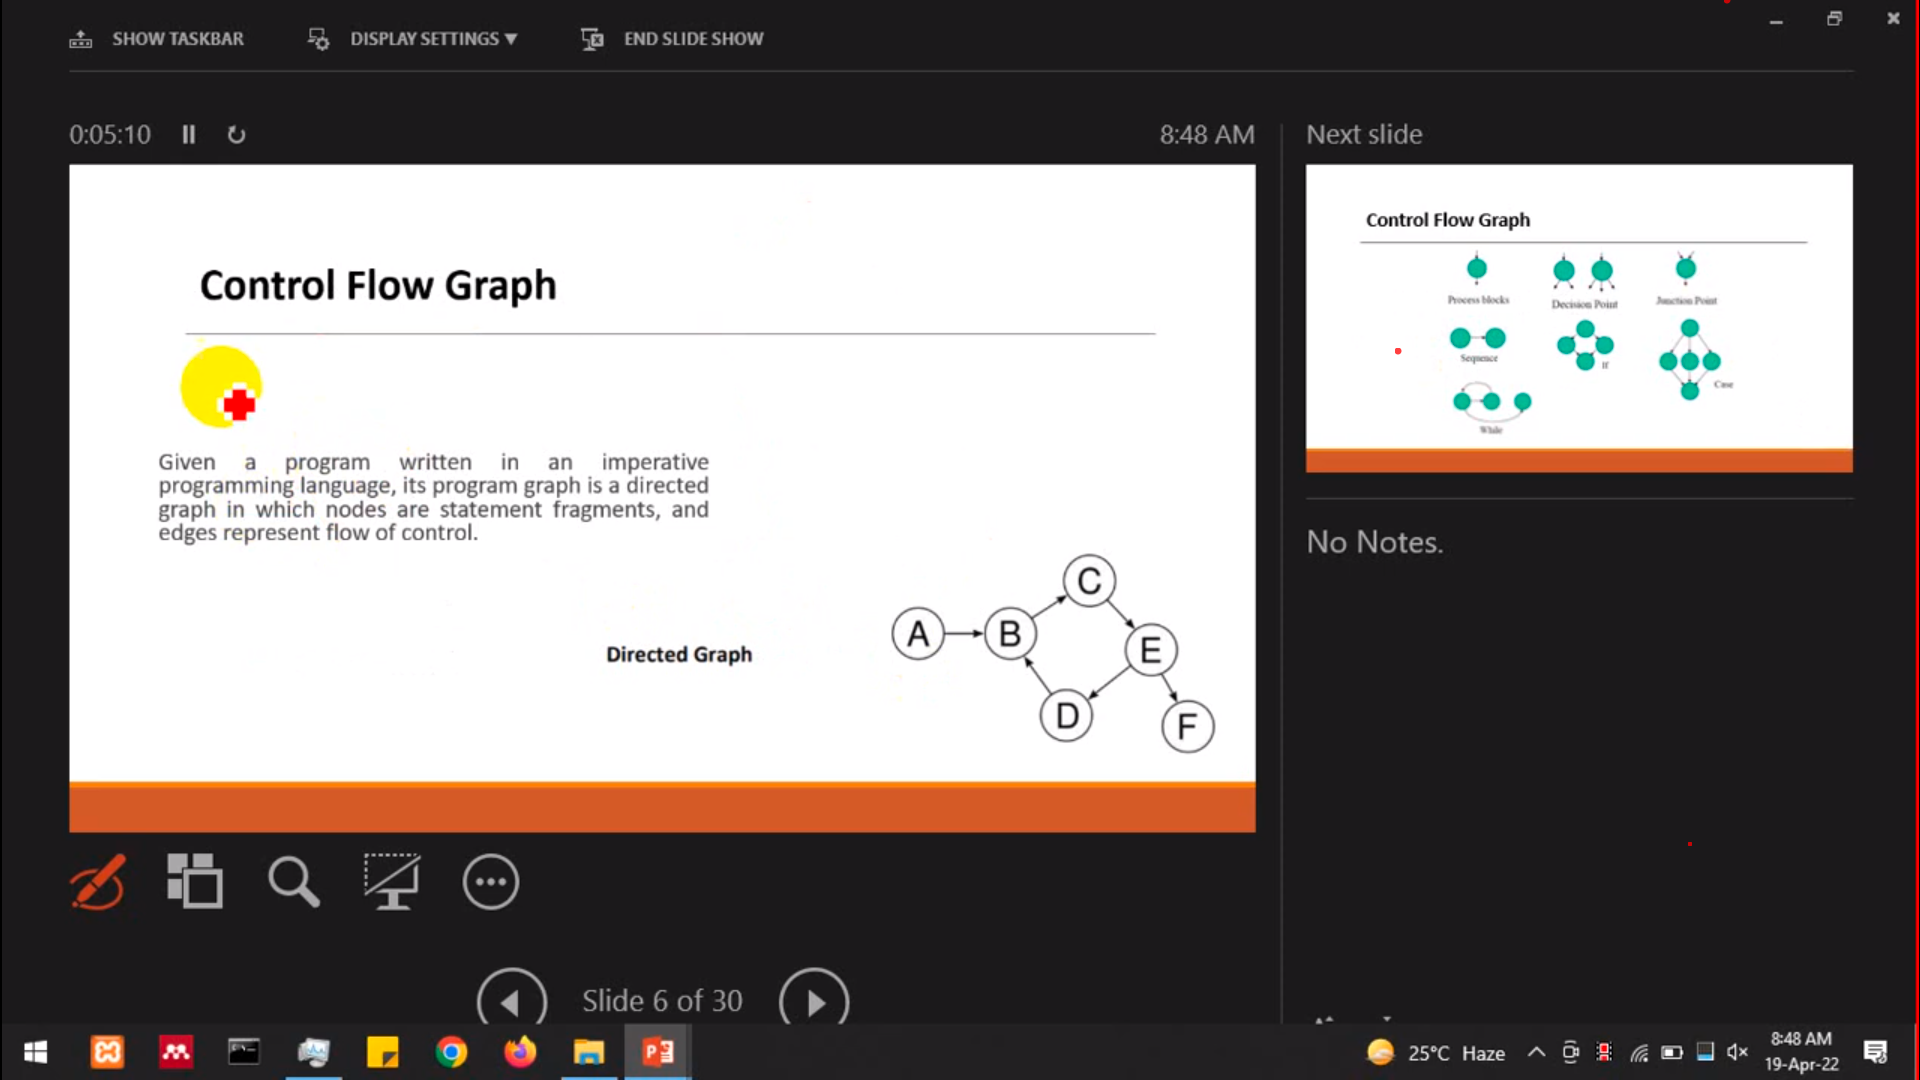 SHOW TASKBAR
DISPLAY SETTINGS ▼
END SLIDE SHOW
0:05:10
8:48 AM
Next slide
Control Flow Graph
Given a program written in an imperative
programming language, its program graph is a directed
graph in which nodes are statement fragments, and
edges represent flow of control.
Directed Graph
A
B
C
E
D
F
Control Flow Graph
Process blocks
Decision Point
Junction Point
Sequence
If
Case
While
No Notes.
Slide 6 of 30
25°C Haze
8:48 AM
19-Apr-22